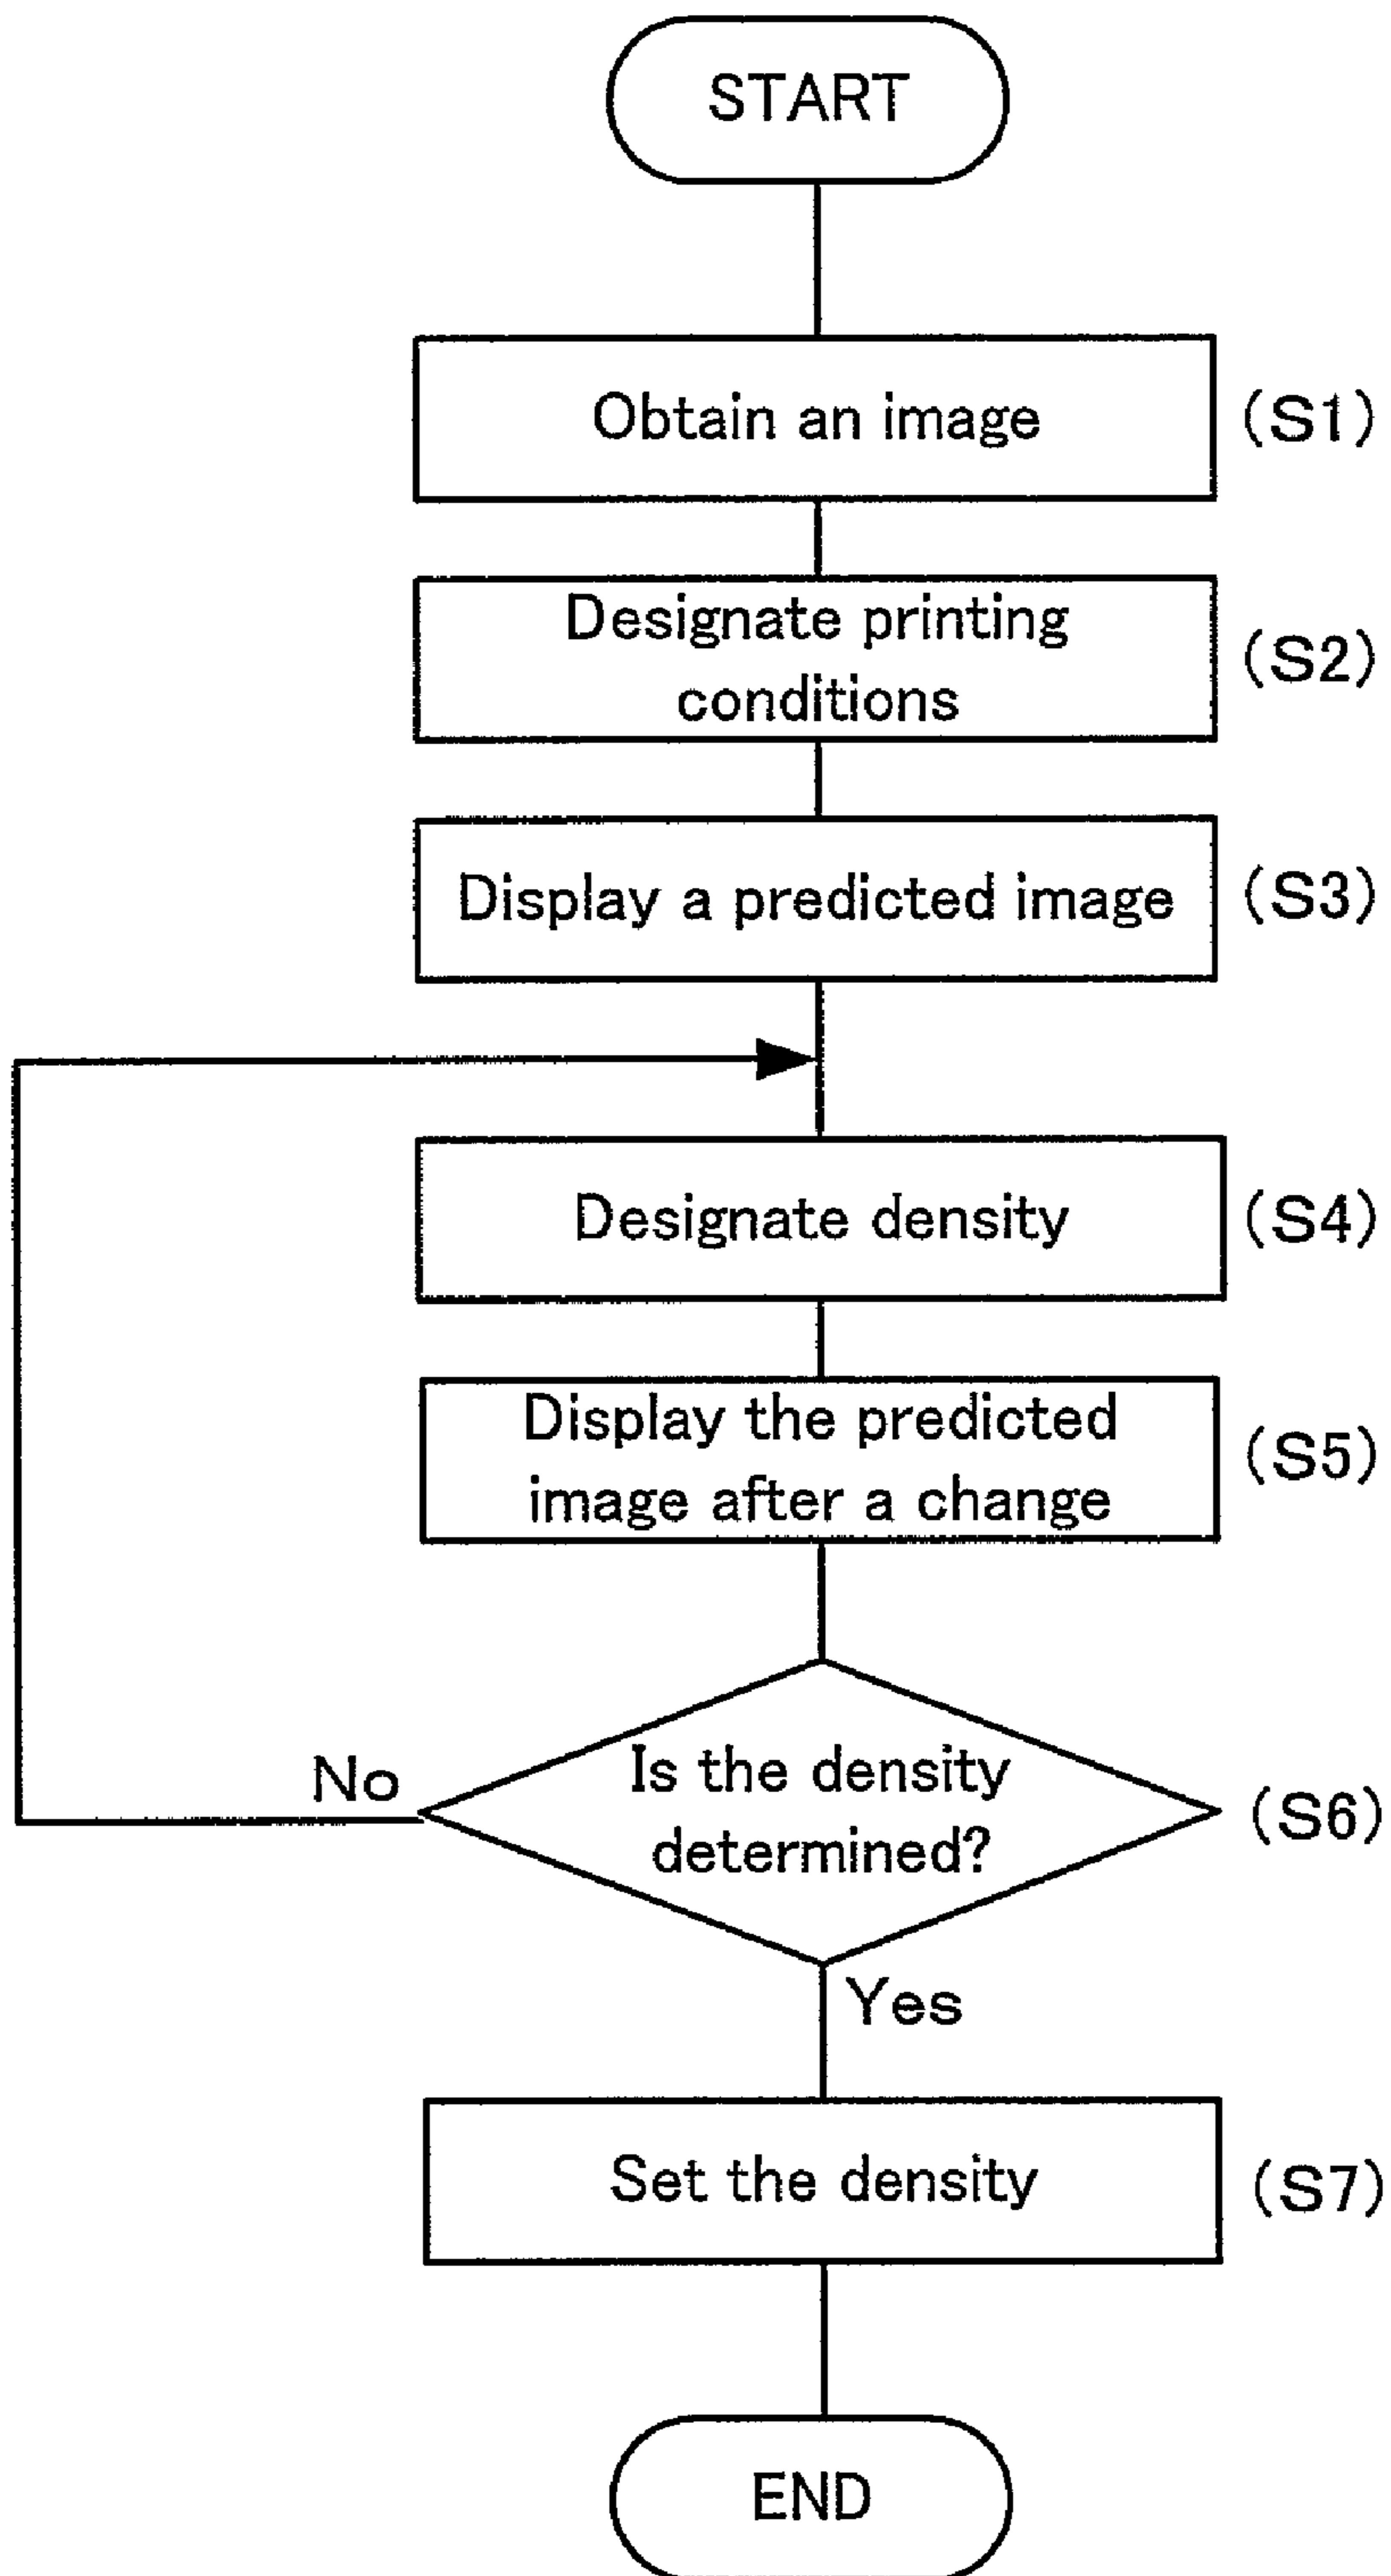 START
Obtain an image
(S1)
Designate printing
conditions
(S2)
Display a predicted image
(S3)
Designate density
(S4)
Display the predicted
image after a change
(S5)
No
Is the density
determined?
(S6)
Yes
Set the density
(S7)
END